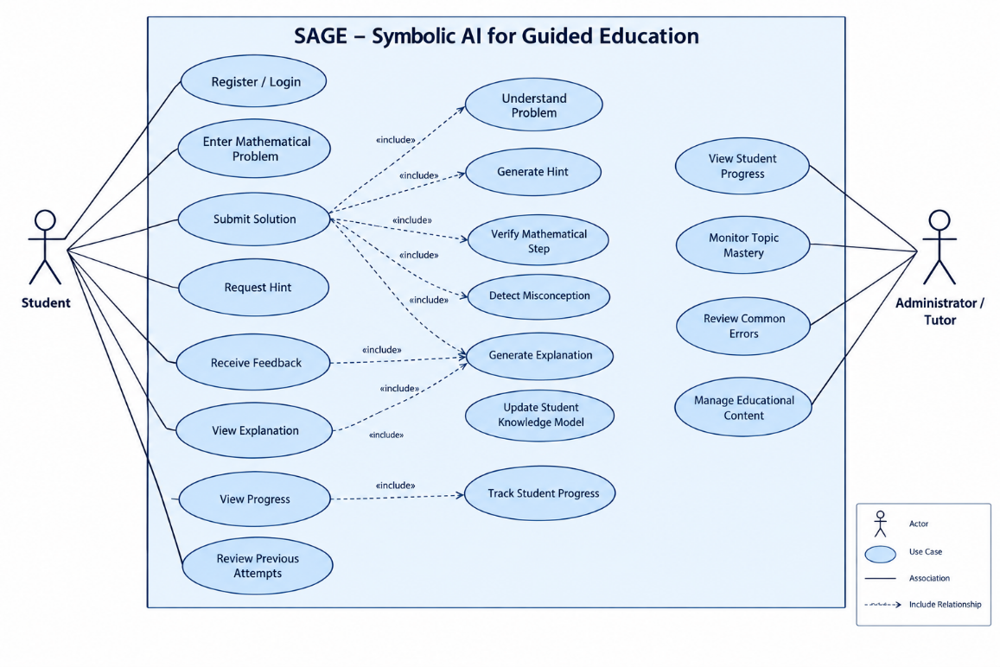 SAGE – Symbolic AI for Guided Education
Register / Login
Enter Mathematical
Problem
Submit Solution
Request Hint
Receive Feedback
View Explanation
View Progress
Review Previous
Attempts
«include»
«include»
«include»
«include»
«include»
«include»
«include»
«include»
«include»
Understand
Problem
Generate Hint
Verify Mathematical
Step
Detect Misconception
Generate Explanation
Update Student
Knowledge Model
Track Student Progress
View Student
Progress
Monitor Topic
Mastery
Review Common
Errors
Manage Educational
Content
Student
Administrator /
Tutor
Actor
Use Case
Association
Include Relationship